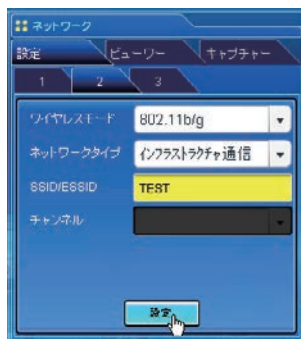 ネットワーク
設定 ビューワー キャプチャー
1 2 3
ワイヤレスモード 802.11b/g
ネットワークタイプ インフラストラクチャ通信
SSID/ESSID TEST
チャンネル
設定